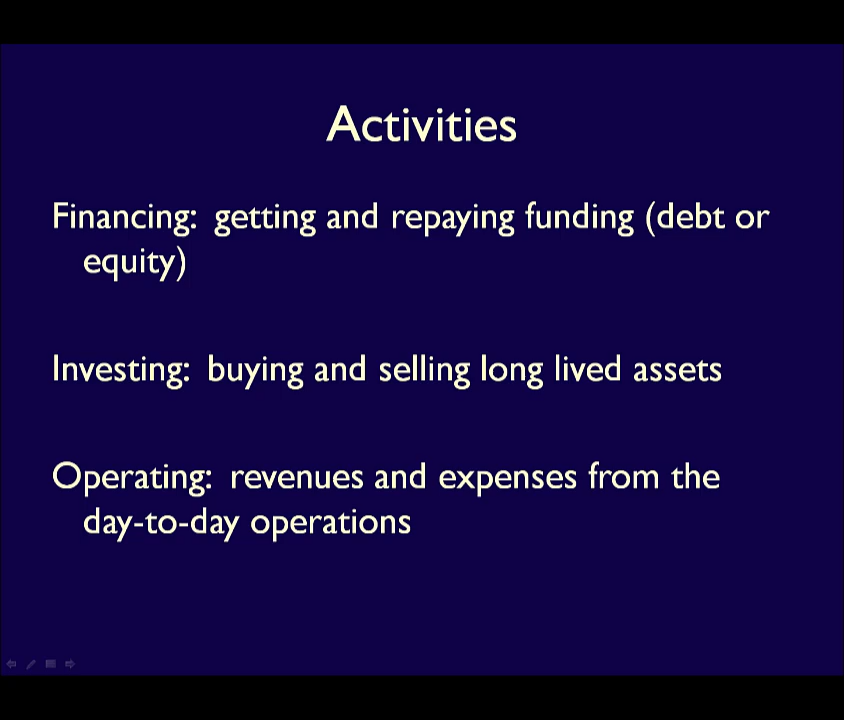 Activities
Financing:  getting and repaying funding (debt or
equity)
Investing:  buying and selling long lived assets
Operating:  revenues and expenses from the
day-to-day operations